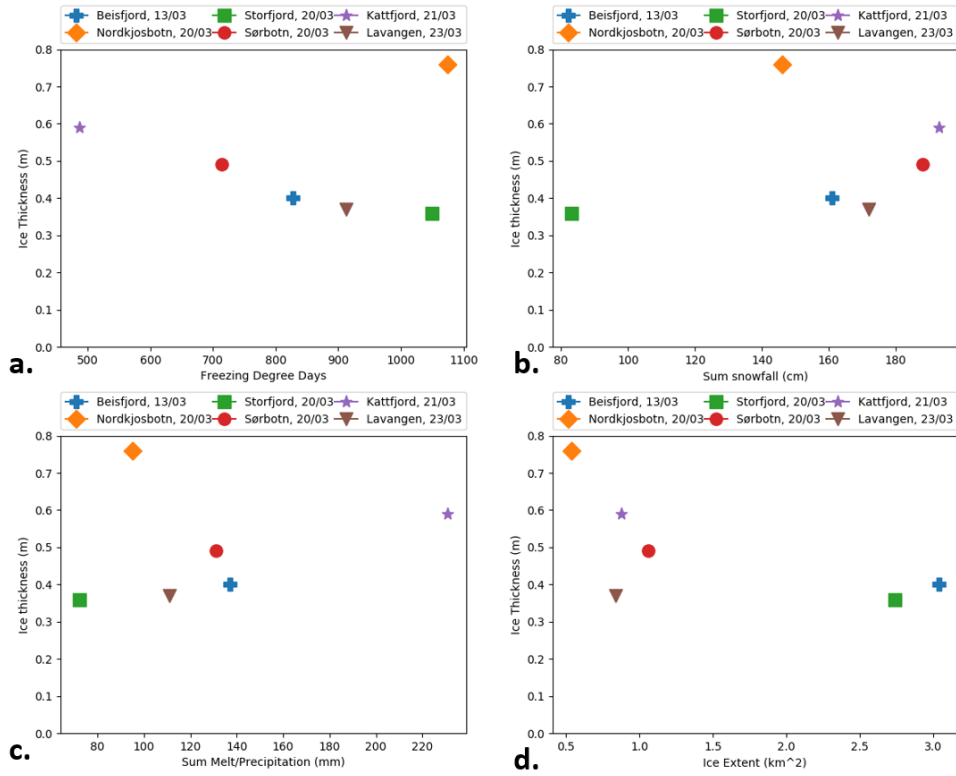 Beisfjord, 13/03 Storfjord, 20/03 Kattfjord, 21/03
Nordkjosbotn, 20/03 Sørbotn, 20/03 Lavangen, 23/03
0.8
0.7
0.6
0.5
0.4
0.3
0.2
0.1
0.0
Ice Thickness (m)
500 600 700 800 900 1000 1100
Freezing Degree Days
a.
Beisfjord, 13/03 Storfjord, 20/03 Kattfjord, 21/03
Nordkjosbotn, 20/03 Sørbotn, 20/03 Lavangen, 23/03
0.8
0.7
0.6
0.5
0.4
0.3
0.2
0.1
0.0
Ice thickness (m)
80 100 120 140 160 180
Sum snowfall (cm)
b.
Beisfjord, 13/03 Storfjord, 20/03 Kattfjord, 21/03
Nordkjosbotn, 20/03 Sørbotn, 20/03 Lavangen, 23/03
0.8
0.7
0.6
0.5
0.4
0.3
0.2
0.1
0.0
Ice thickness (m)
80 100 120 140 160 180 200 220
Sum Melt/Precipitation (mm)
c.
Beisfjord, 13/03 Storfjord, 20/03 Kattfjord, 21/03
Nordkjosbotn, 20/03 Sørbotn, 20/03 Lavangen, 23/03
0.8
0.7
0.6
0.5
0.4
0.3
0.2
0.1
0.0
Ice Thickness (m)
0.5 1.0 1.5 2.0 2.5 3.0
Ice Extent (km^2)
d.